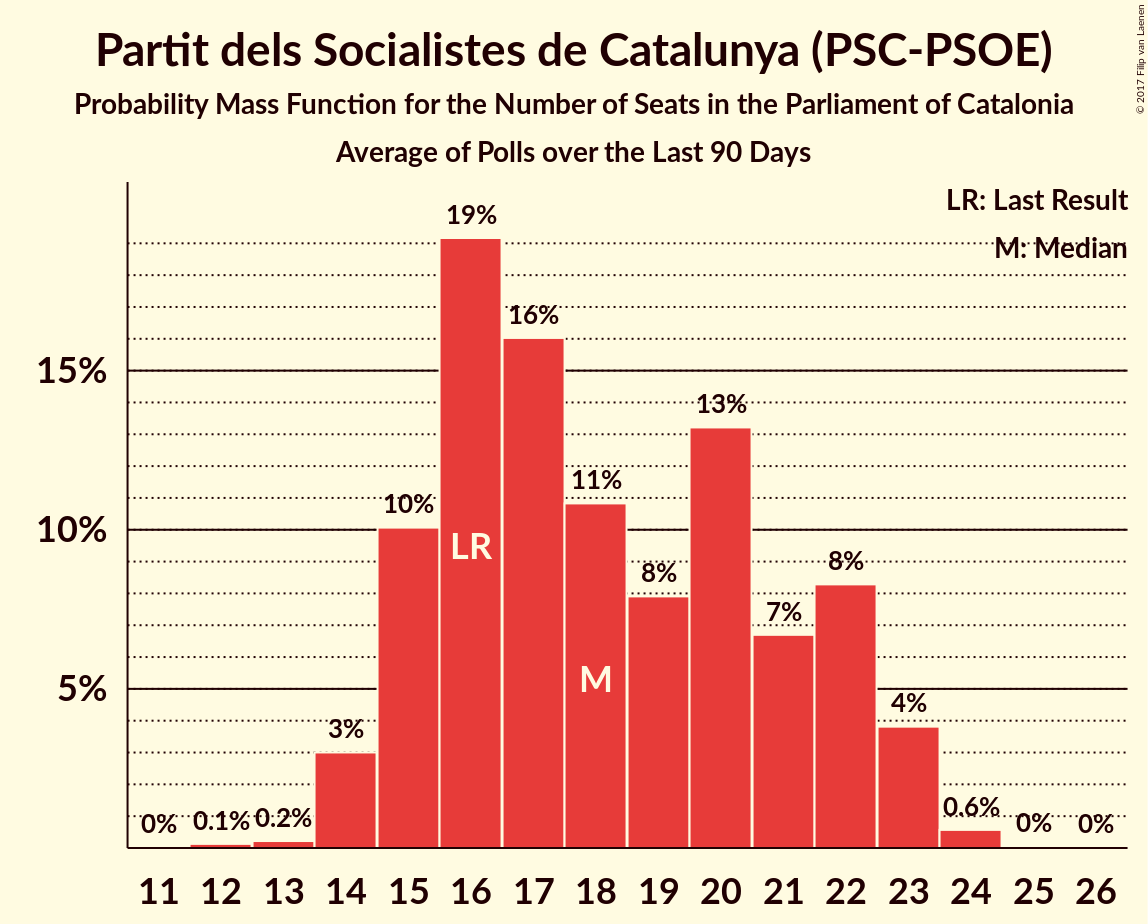 Partit dels Socialistes de Catalunya (PSC-PSOE)
Probability Mass Function for the Number of Seats in the Parliament of Catalonia
Average of Polls over the Last 90 Days
© 2017 Filip van Laenen
LR: Last Result
M: Median
19%
16%
15%
13%
11%
10%
10%
LR
8%
8%
7%
M
5%
4%
3%
0% 0.1% 0.2%
0.6% 0% 0%
11 12 13 14 15 16 17 18 19 20 21 22 23 24 25 26